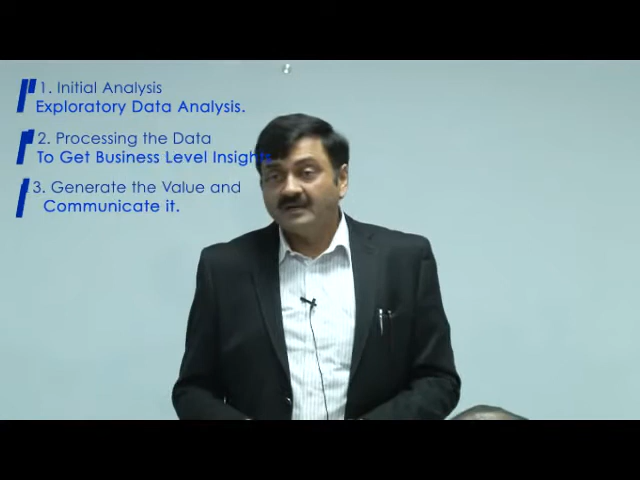 1. Initial Analysis
Exploratory Data Analysis.
2. Processing the Data
To Get Business Level Insights
3. Generate the Value and
Communicate it.